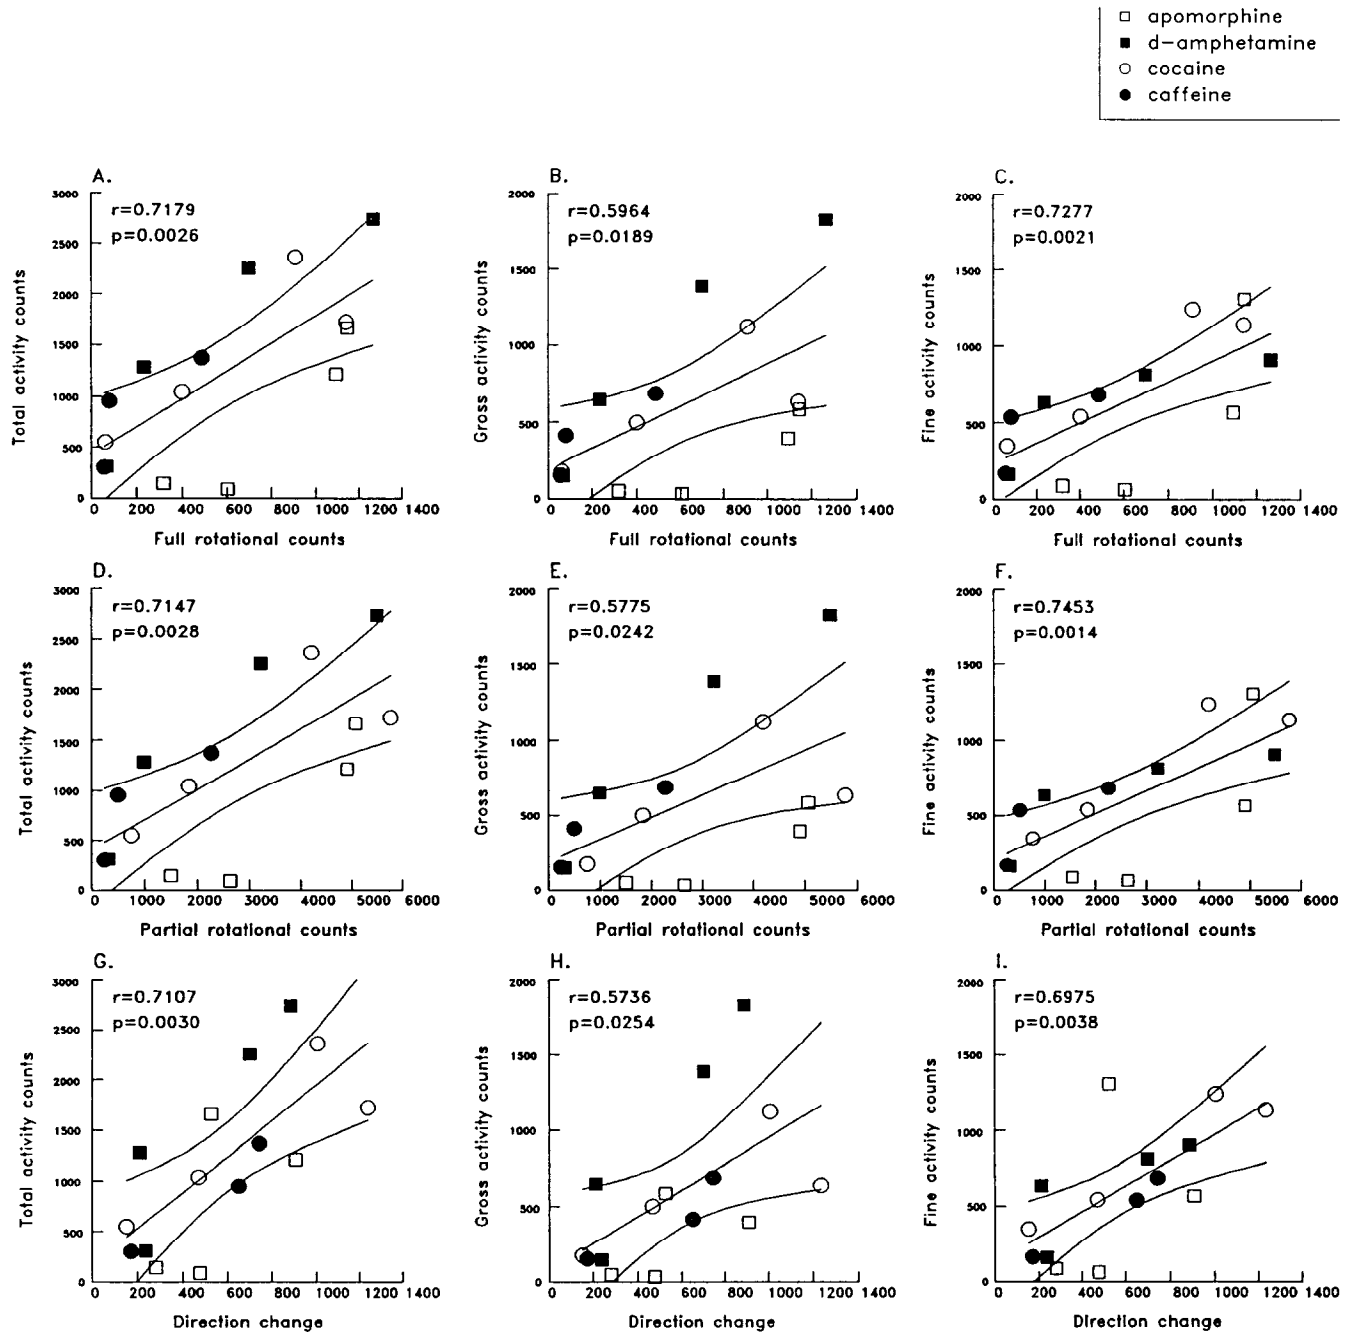 apomorphine
d-amphetamine
cocaine
caffeine
A.
r=0.7179
p=0.0026
3000
2500
2000
1500
1000
500
0
Total activity counts
0 200 400 600 800 1000 1200 1400
Full rotational counts
B.
r=0.5964
p=0.0189
2000
1500
1000
500
0
Gross activity counts
0 200 400 600 800 1000 1200 1400
Full rotational counts
C.
r=0.7277
p=0.0021
2000
1500
1000
500
0
Fine activity counts
0 200 400 600 800 1000 1200 1400
Full rotational counts
D.
r=0.7147
p=0.0028
3000
2500
2000
1500
1000
500
0
Total activity counts
0 1000 2000 3000 4000 5000 6000
Partial rotational counts
E.
r=0.5775
p=0.0242
2000
1500
1000
500
0
Gross activity counts
0 1000 2000 3000 4000 5000 6000
Partial rotational counts
F.
r=0.7453
p=0.0014
2000
1500
1000
500
0
Fine activity counts
0 1000 2000 3000 4000 5000 6000
Partial rotational counts
G.
r=0.7107
p=0.0030
3000
2500
2000
1500
1000
500
0
Total activity counts
0 200 400 600 800 1000 1200 1400
Direction change
H.
r=0.5736
p=0.0254
2000
1500
1000
500
0
Gross activity counts
0 200 400 600 800 1000 1200 1400
Direction change
I.
r=0.6975
p=0.0038
2000
1500
1000
500
0
Fine activity counts
0 200 400 600 800 1000 1200 1400
Direction change